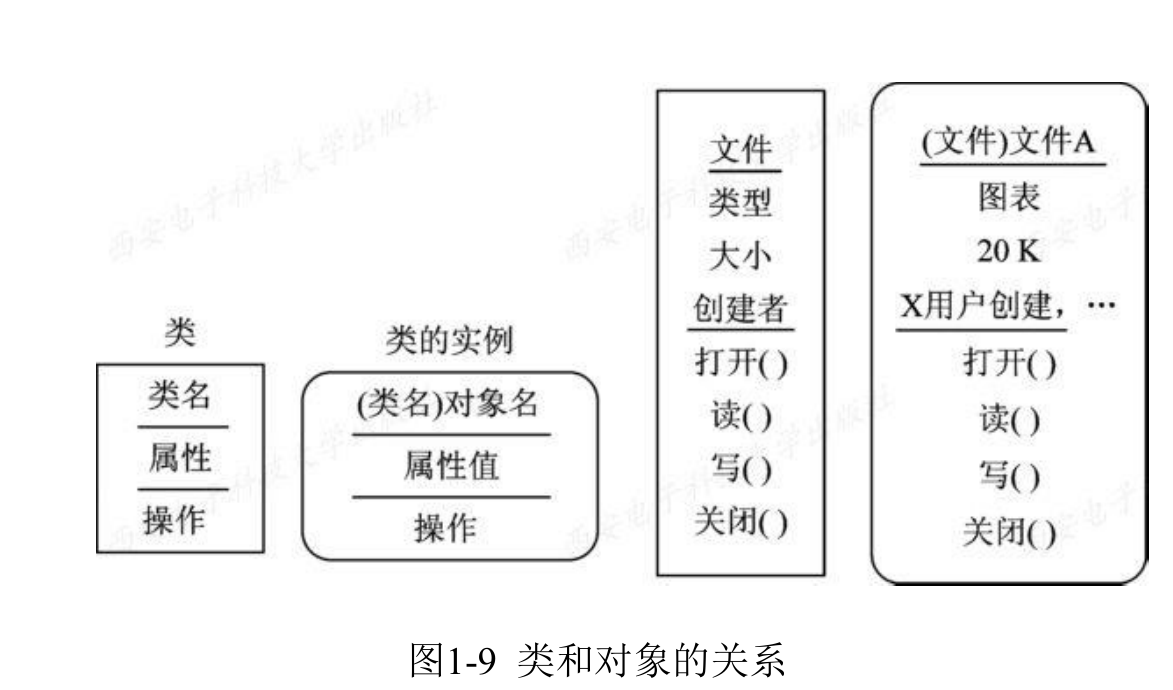 类
类名
属性
操作
类的实例
(类名)对象名
属性值
操作
文件
类型
大小
创建者
打开( )
读( )
写( )
关闭( )
(文件)文件A
图表
20 K
X用户创建，…
打开( )
读( )
写( )
关闭( )
图1-9 类和对象的关系
西安电子科技大学出版社